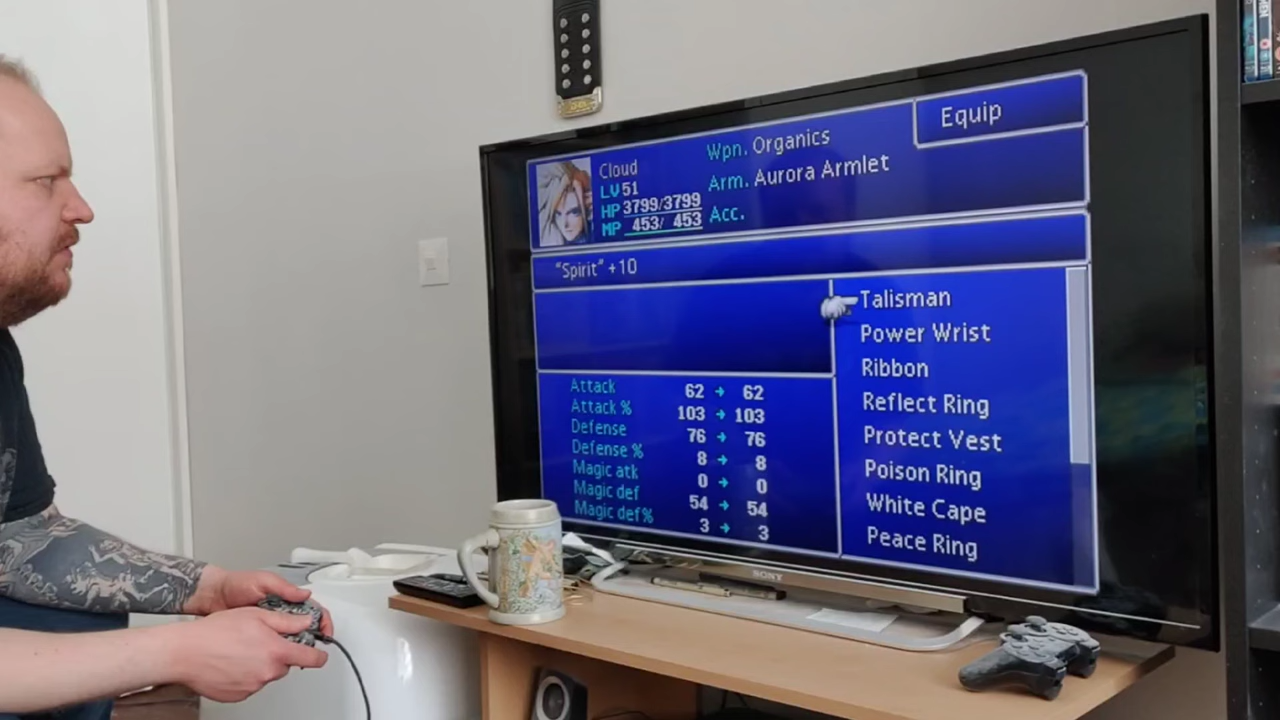 Equip
Cloud
LV 51
HP 3799/3799
MP 453/ 453
Wpn. Organics
Arm. Aurora Armlet
Acc.
"Spirit" +10
Attack 62 → 62
Attack % 103 → 103
Defense 76 → 76
Defense % 8 → 8
Magic atk 0 → 0
Magic def 54 → 54
Magic def% 3 → 3
Talisman
Power Wrist
Ribbon
Reflect Ring
Protect Vest
Poison Ring
White Cape
Peace Ring
SONY